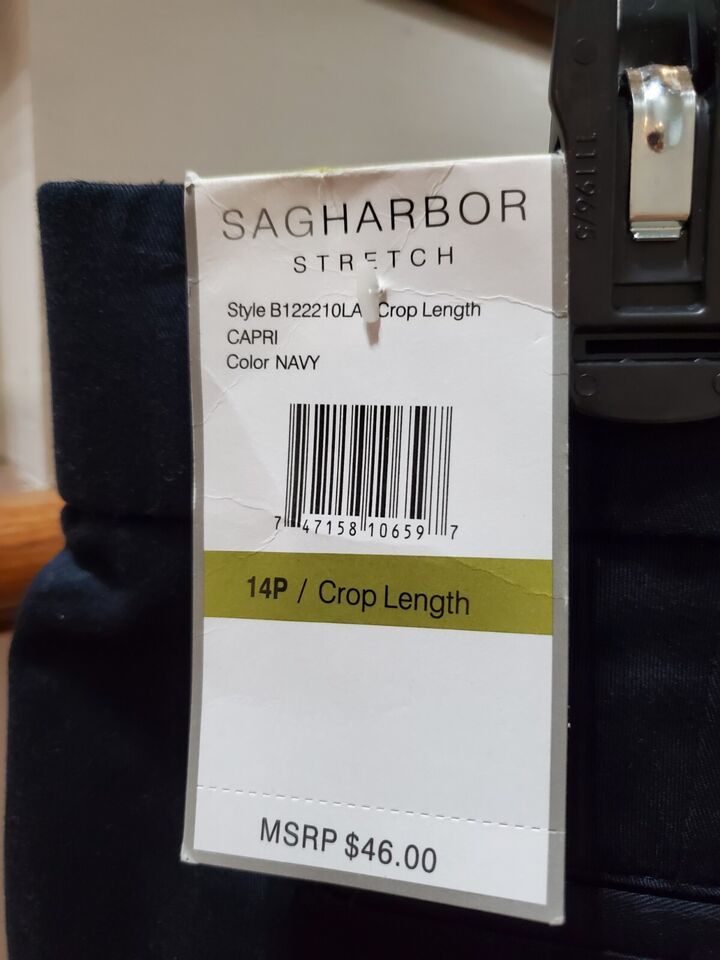 SAGHARBOR
STRETCH
Style B122210LA Crop Length
CAPRI
Color NAVY
7 47158 10659 7
14P / Crop Length
MSRP $46.00